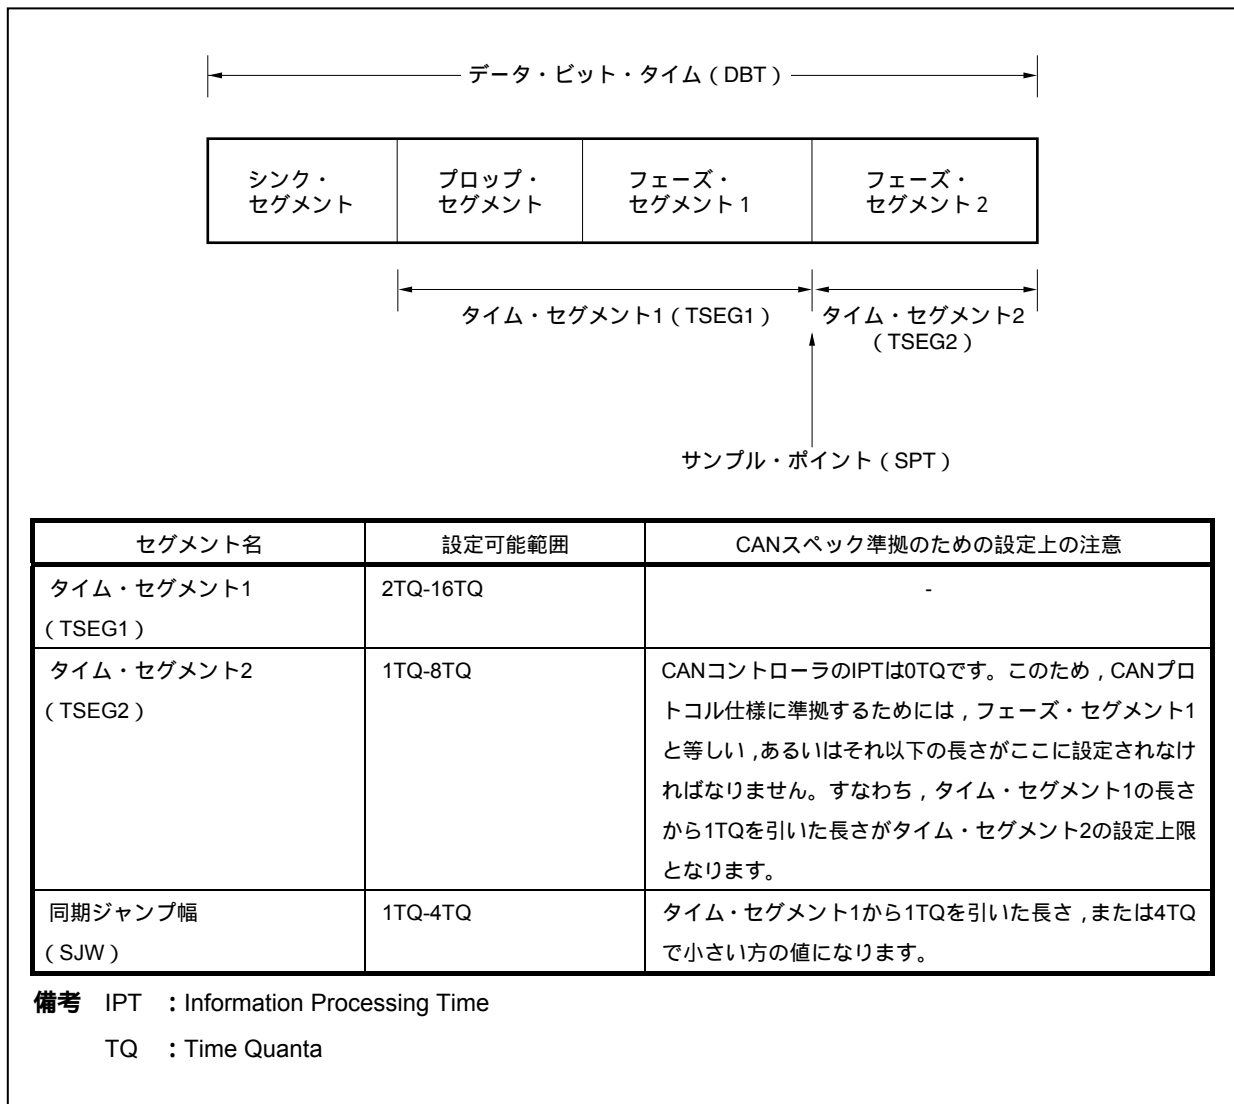 データ・ビット・タイム（DBT）
シンク・
セグメント
プロップ・
セグメント
フェーズ・
セグメント1
フェーズ・
セグメント2
タイム・セグメント1（TSEG1）
タイム・セグメント2
（TSEG2）
サンプル・ポイント（SPT）
セグメント名 設定可能範囲 CANスペック準拠のための設定上の注意
タイム・セグメント1 2TQ-16TQ -
（TSEG1）
タイム・セグメント2 1TQ-8TQ CANコントローラのIPTは0TQです。このため，CANプロ
（TSEG2） トコル仕様に準拠するためには，フェーズ・セグメント1
と等しい，あるいはそれ以下の長さがここに設定されなけ
ればなりません。すなわち，タイム・セグメント1の長さ
から1TQを引いた長さがタイム・セグメント2の設定上限
となります。
同期ジャンプ幅 1TQ-4TQ タイム・セグメント1から1TQを引いた長さ，または4TQ
（SJW） で小さい方の値になります。
備考 IPT ：Information Processing Time
TQ ：Time Quanta